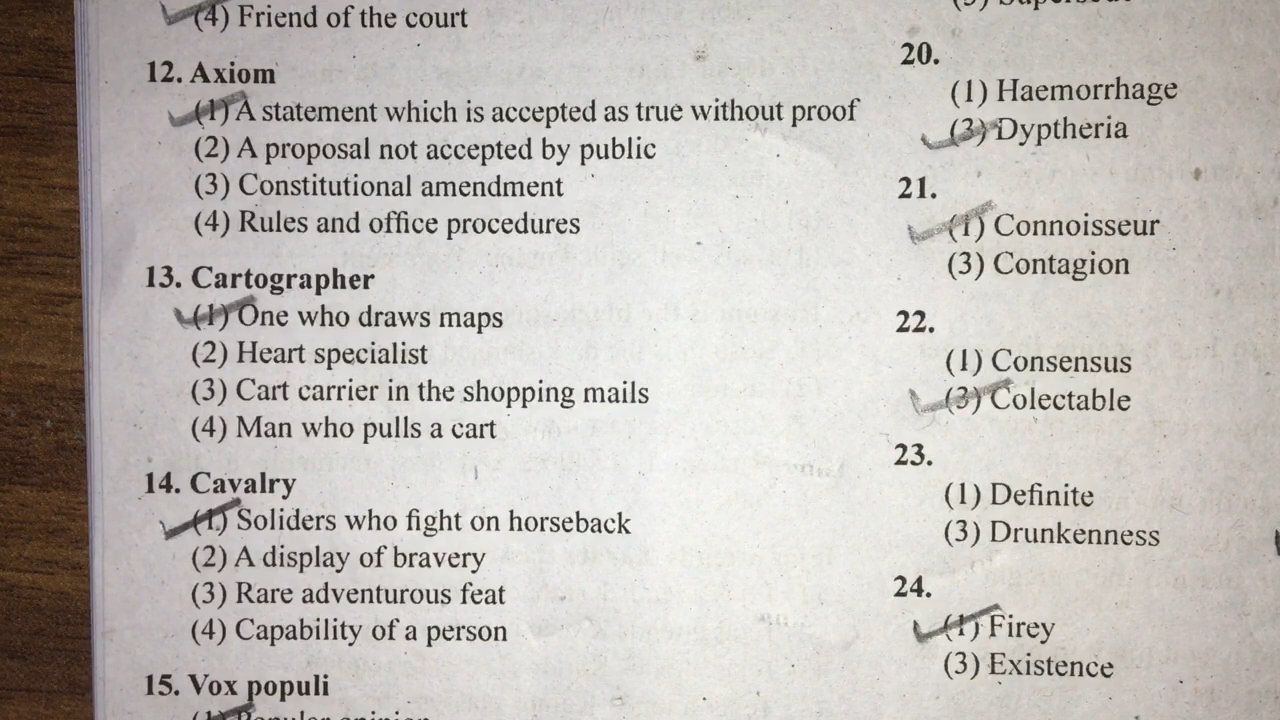 (4) Friend of the court
12. Axiom
(1) A statement which is accepted as true without proof
(2) A proposal not accepted by public
(3) Constitutional amendment
(4) Rules and office procedures
13. Cartographer
(1) One who draws maps
(2) Heart specialist
(3) Cart carrier in the shopping mails
(4) Man who pulls a cart
14. Cavalry
(1) Soliders who fight on horseback
(2) A display of bravery
(3) Rare adventurous feat
(4) Capability of a person
15. Vox populi
(1) Popular opinion
20.
(1) Haemorrhage
(3) Dyptheria
21.
(1) Connoisseur
(3) Contagion
22.
(1) Consensus
(3) Colectable
23.
(1) Definite
(3) Drunkenness
24.
(1) Firey
(3) Existence